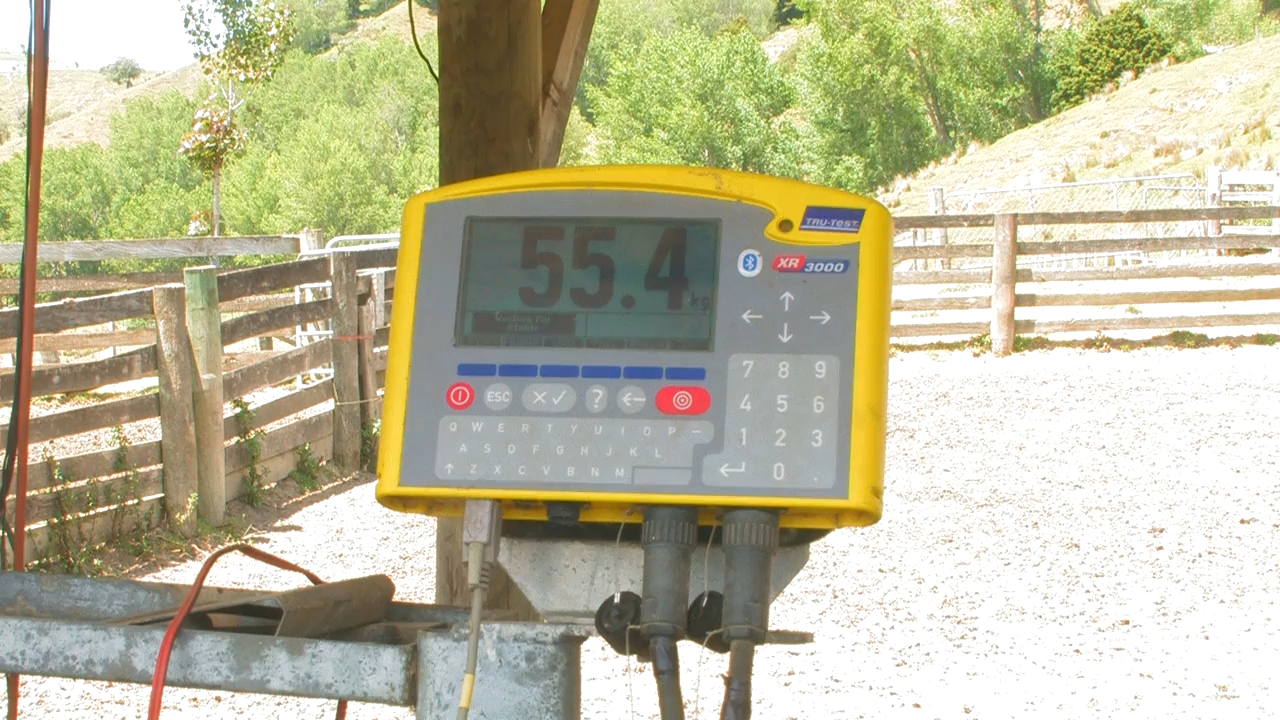 55.4 kg
TRU-TEST
XR 3000
7 8 9
4 5 6
1 2 3
0 .
ESC ?
Q W E R T Y U I O P -
A S D F G H J K L
Z X C V B N M